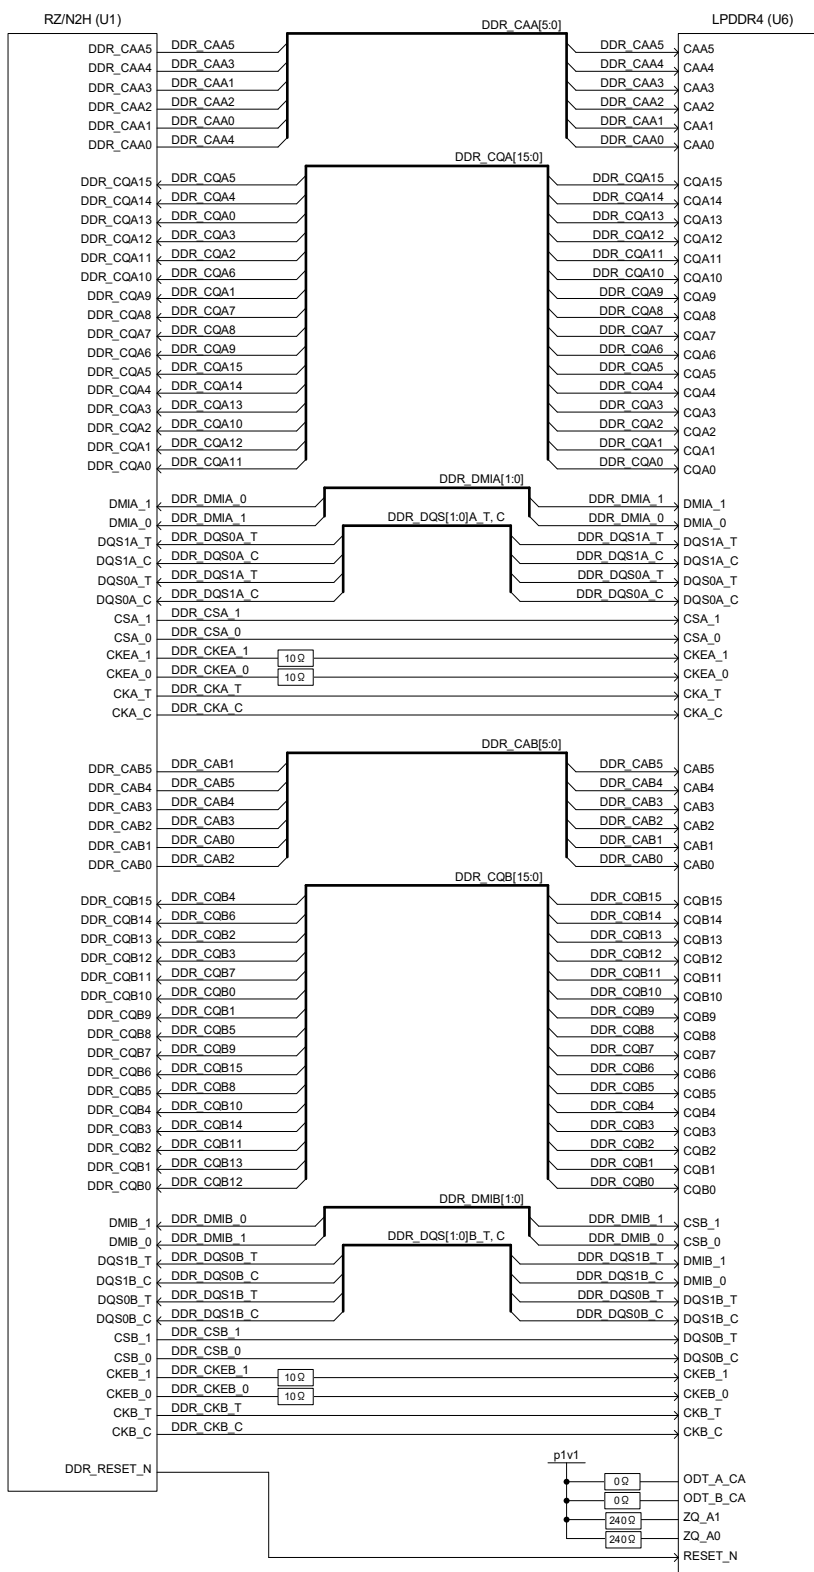 RZ/N2H (U1) LPDDR4 (U6)
DDR_CAA[5:0]
DDR_CAA5 DDR_CAA5 DDR_CAA5 CAA5
DDR_CAA4 DDR_CAA3 DDR_CAA4 CAA4
DDR_CAA3 DDR_CAA1 DDR_CAA3 CAA3
DDR_CAA2 DDR_CAA2 DDR_CAA2 CAA2
DDR_CAA1 DDR_CAA0 DDR_CAA1 CAA1
DDR_CAA0 DDR_CAA4 DDR_CAA0 CAA0
DDR_CQA[15:0]
DDR_CQA15 DDR_CQA5 DDR_CQA15 CQA15
DDR_CQA14 DDR_CQA4 DDR_CQA14 CQA14
DDR_CQA13 DDR_CQA0 DDR_CQA13 CQA13
DDR_CQA12 DDR_CQA3 DDR_CQA12 CQA12
DDR_CQA11 DDR_CQA2 DDR_CQA11 CQA11
DDR_CQA10 DDR_CQA6 DDR_CQA10 CQA10
DDR_CQA9 DDR_CQA1 DDR_CQA9 CQA9
DDR_CQA8 DDR_CQA7 DDR_CQA8 CQA8
DDR_CQA7 DDR_CQA8 DDR_CQA7 CQA7
DDR_CQA6 DDR_CQA9 DDR_CQA6 CQA6
DDR_CQA5 DDR_CQA15 DDR_CQA5 CQA5
DDR_CQA4 DDR_CQA14 DDR_CQA4 CQA4
DDR_CQA3 DDR_CQA13 DDR_CQA3 CQA3
DDR_CQA2 DDR_CQA10 DDR_CQA2 CQA2
DDR_CQA1 DDR_CQA12 DDR_CQA1 CQA1
DDR_CQA0 DDR_CQA11 DDR_CQA0 CQA0
DDR_DMIA[1:0]
DMIA_1 DDR_DMIA_0 DDR_DMIA_1 DMIA_1
DMIA_0 DDR_DMIA_1 DDR_DMIA_0 DMIA_0
DDR_DQS[1:0]A_T, C
DQS1A_T DDR_DQS0A_T DDR_DQS1A_T DQS1A_T
DQS1A_C DDR_DQS0A_C DDR_DQS1A_C DQS1A_C
DQS0A_T DDR_DQS1A_T DDR_DQS0A_T DQS0A_T
DQS0A_C DDR_DQS1A_C DDR_DQS0A_C DQS0A_C
CSA_1 DDR_CSA_1 CSA_1
CSA_0 DDR_CSA_0 CSA_0
CKEA_1 DDR_CKEA_1 10Ω CKEA_1
CKEA_0 DDR_CKEA_0 10Ω CKEA_0
CKA_T DDR_CKA_T CKA_T
CKA_C DDR_CKA_C CKA_C
DDR_CAB[5:0]
DDR_CAB5 DDR_CAB1 DDR_CAB5 CAB5
DDR_CAB4 DDR_CAB5 DDR_CAB4 CAB4
DDR_CAB3 DDR_CAB4 DDR_CAB3 CAB3
DDR_CAB2 DDR_CAB3 DDR_CAB2 CAB2
DDR_CAB1 DDR_CAB0 DDR_CAB1 CAB1
DDR_CAB0 DDR_CAB2 DDR_CAB0 CAB0
DDR_CQB[15:0]
DDR_CQB15 DDR_CQB4 DDR_CQB15 CQB15
DDR_CQB14 DDR_CQB6 DDR_CQB14 CQB14
DDR_CQB13 DDR_CQB2 DDR_CQB13 CQB13
DDR_CQB12 DDR_CQB3 DDR_CQB12 CQB12
DDR_CQB11 DDR_CQB7 DDR_CQB11 CQB11
DDR_CQB10 DDR_CQB0 DDR_CQB10 CQB10
DDR_CQB9 DDR_CQB1 DDR_CQB9 CQB9
DDR_CQB8 DDR_CQB5 DDR_CQB8 CQB8
DDR_CQB7 DDR_CQB9 DDR_CQB7 CQB7
DDR_CQB6 DDR_CQB15 DDR_CQB6 CQB6
DDR_CQB5 DDR_CQB8 DDR_CQB5 CQB5
DDR_CQB4 DDR_CQB10 DDR_CQB4 CQB4
DDR_CQB3 DDR_CQB14 DDR_CQB3 CQB3
DDR_CQB2 DDR_CQB11 DDR_CQB2 CQB2
DDR_CQB1 DDR_CQB13 DDR_CQB1 CQB1
DDR_CQB0 DDR_CQB12 DDR_CQB0 CQB0
DDR_DMIB[1:0]
DMIB_1 DDR_DMIB_0 DDR_DMIB_1 CSB_1
DMIB_0 DDR_DMIB_1 DDR_DMIB_0 CSB_0
DDR_DQS[1:0]B_T, C
DQS1B_T DDR_DQS0B_T DDR_DQS1B_T DMIB_1
DQS1B_C DDR_DQS0B_C DDR_DQS1B_C DMIB_0
DQS0B_T DDR_DQS1B_T DDR_DQS0B_T DQS1B_T
DQS0B_C DDR_DQS1B_C DDR_DQS0B_C DQS1B_C
CSB_1 DDR_CSB_1 DQS0B_T
CSB_0 DDR_CSB_0 DQS0B_C
CKEB_1 DDR_CKEB_1 10Ω CKEB_1
CKEB_0 DDR_CKEB_0 10Ω CKEB_0
CKB_T DDR_CKB_T CKB_T
CKB_C DDR_CKB_C CKB_C
p1v1
DDR_RESET_N
0Ω ODT_A_CA
0Ω ODT_B_CA
240Ω ZQ_A1
240Ω ZQ_A0
RESET_N